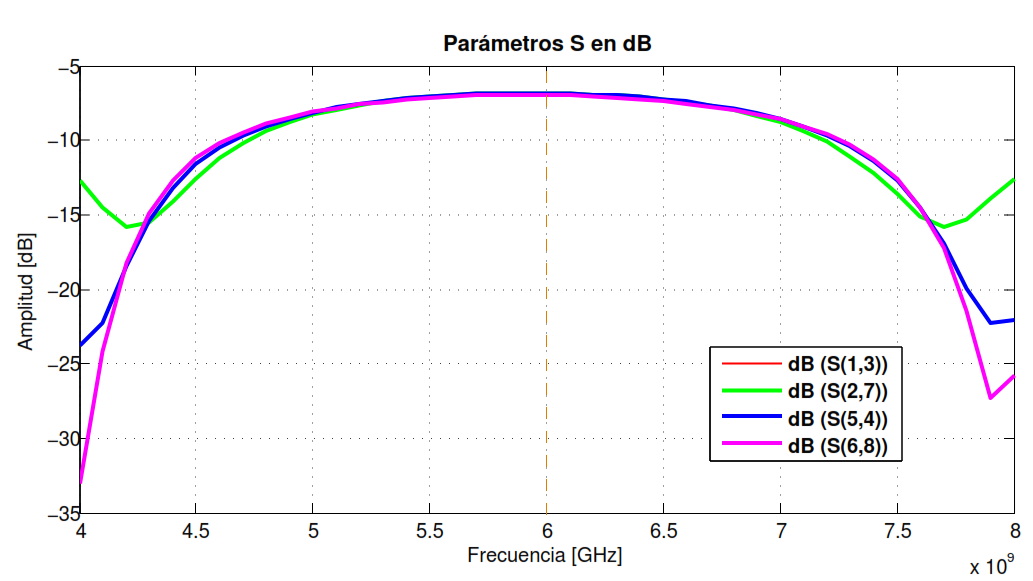 Parámetros S en dB
−5
−10
−15
−20
−25
−30
−35
Amplitud [dB]
dB (S(1,3))
dB (S(2,7))
dB (S(5,4))
dB (S(6,8))
4 4.5 5 5.5 6 6.5 7 7.5 8
Frecuencia [GHz]
x 10⁹